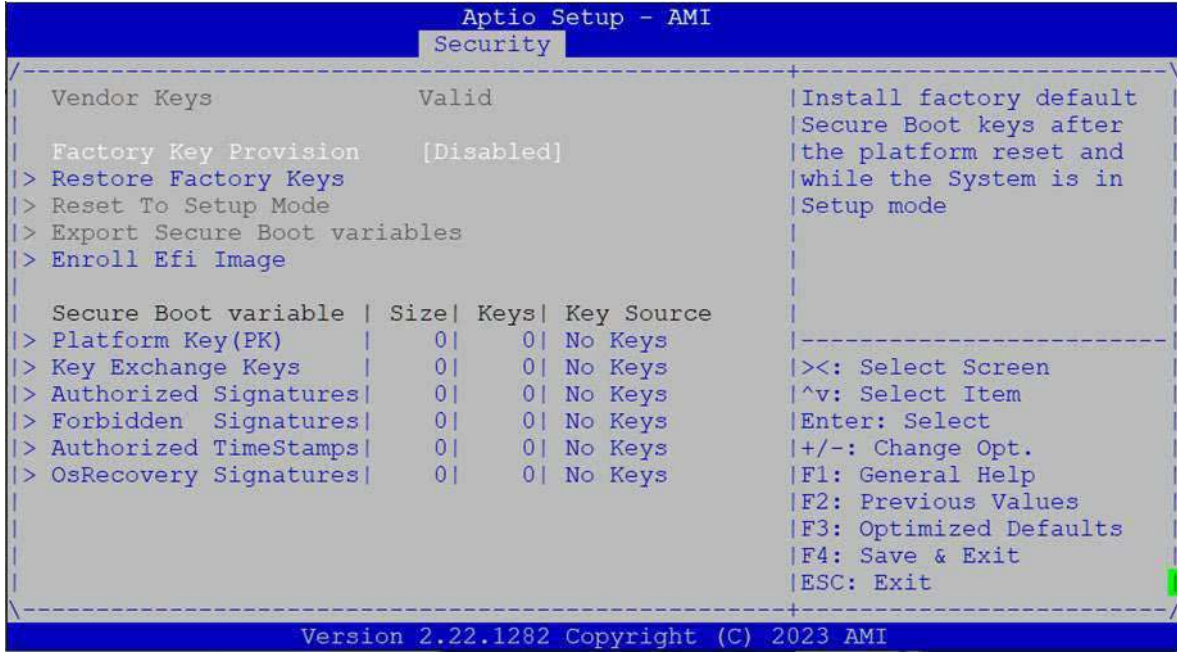 Aptio Setup - AMI
Security
Vendor Keys Valid
Factory Key Provision [Disabled]
> Restore Factory Keys
> Reset To Setup Mode
> Export Secure Boot variables
> Enroll Efi Image
Secure Boot variable | Size| Keys| Key Source
> Platform Key(PK) | 0| 0| No Keys
> Key Exchange Keys | 0| 0| No Keys
> Authorized Signatures| 0| 0| No Keys
> Forbidden Signatures| 0| 0| No Keys
> Authorized TimeStamps| 0| 0| No Keys
> OsRecovery Signatures| 0| 0| No Keys
Install factory default
Secure Boot keys after
the platform reset and
while the System is in
Setup mode
><: Select Screen
^v: Select Item
Enter: Select
+/-: Change Opt.
F1: General Help
F2: Previous Values
F3: Optimized Defaults
F4: Save & Exit
ESC: Exit
Version 2.22.1282 Copyright (C) 2023 AMI